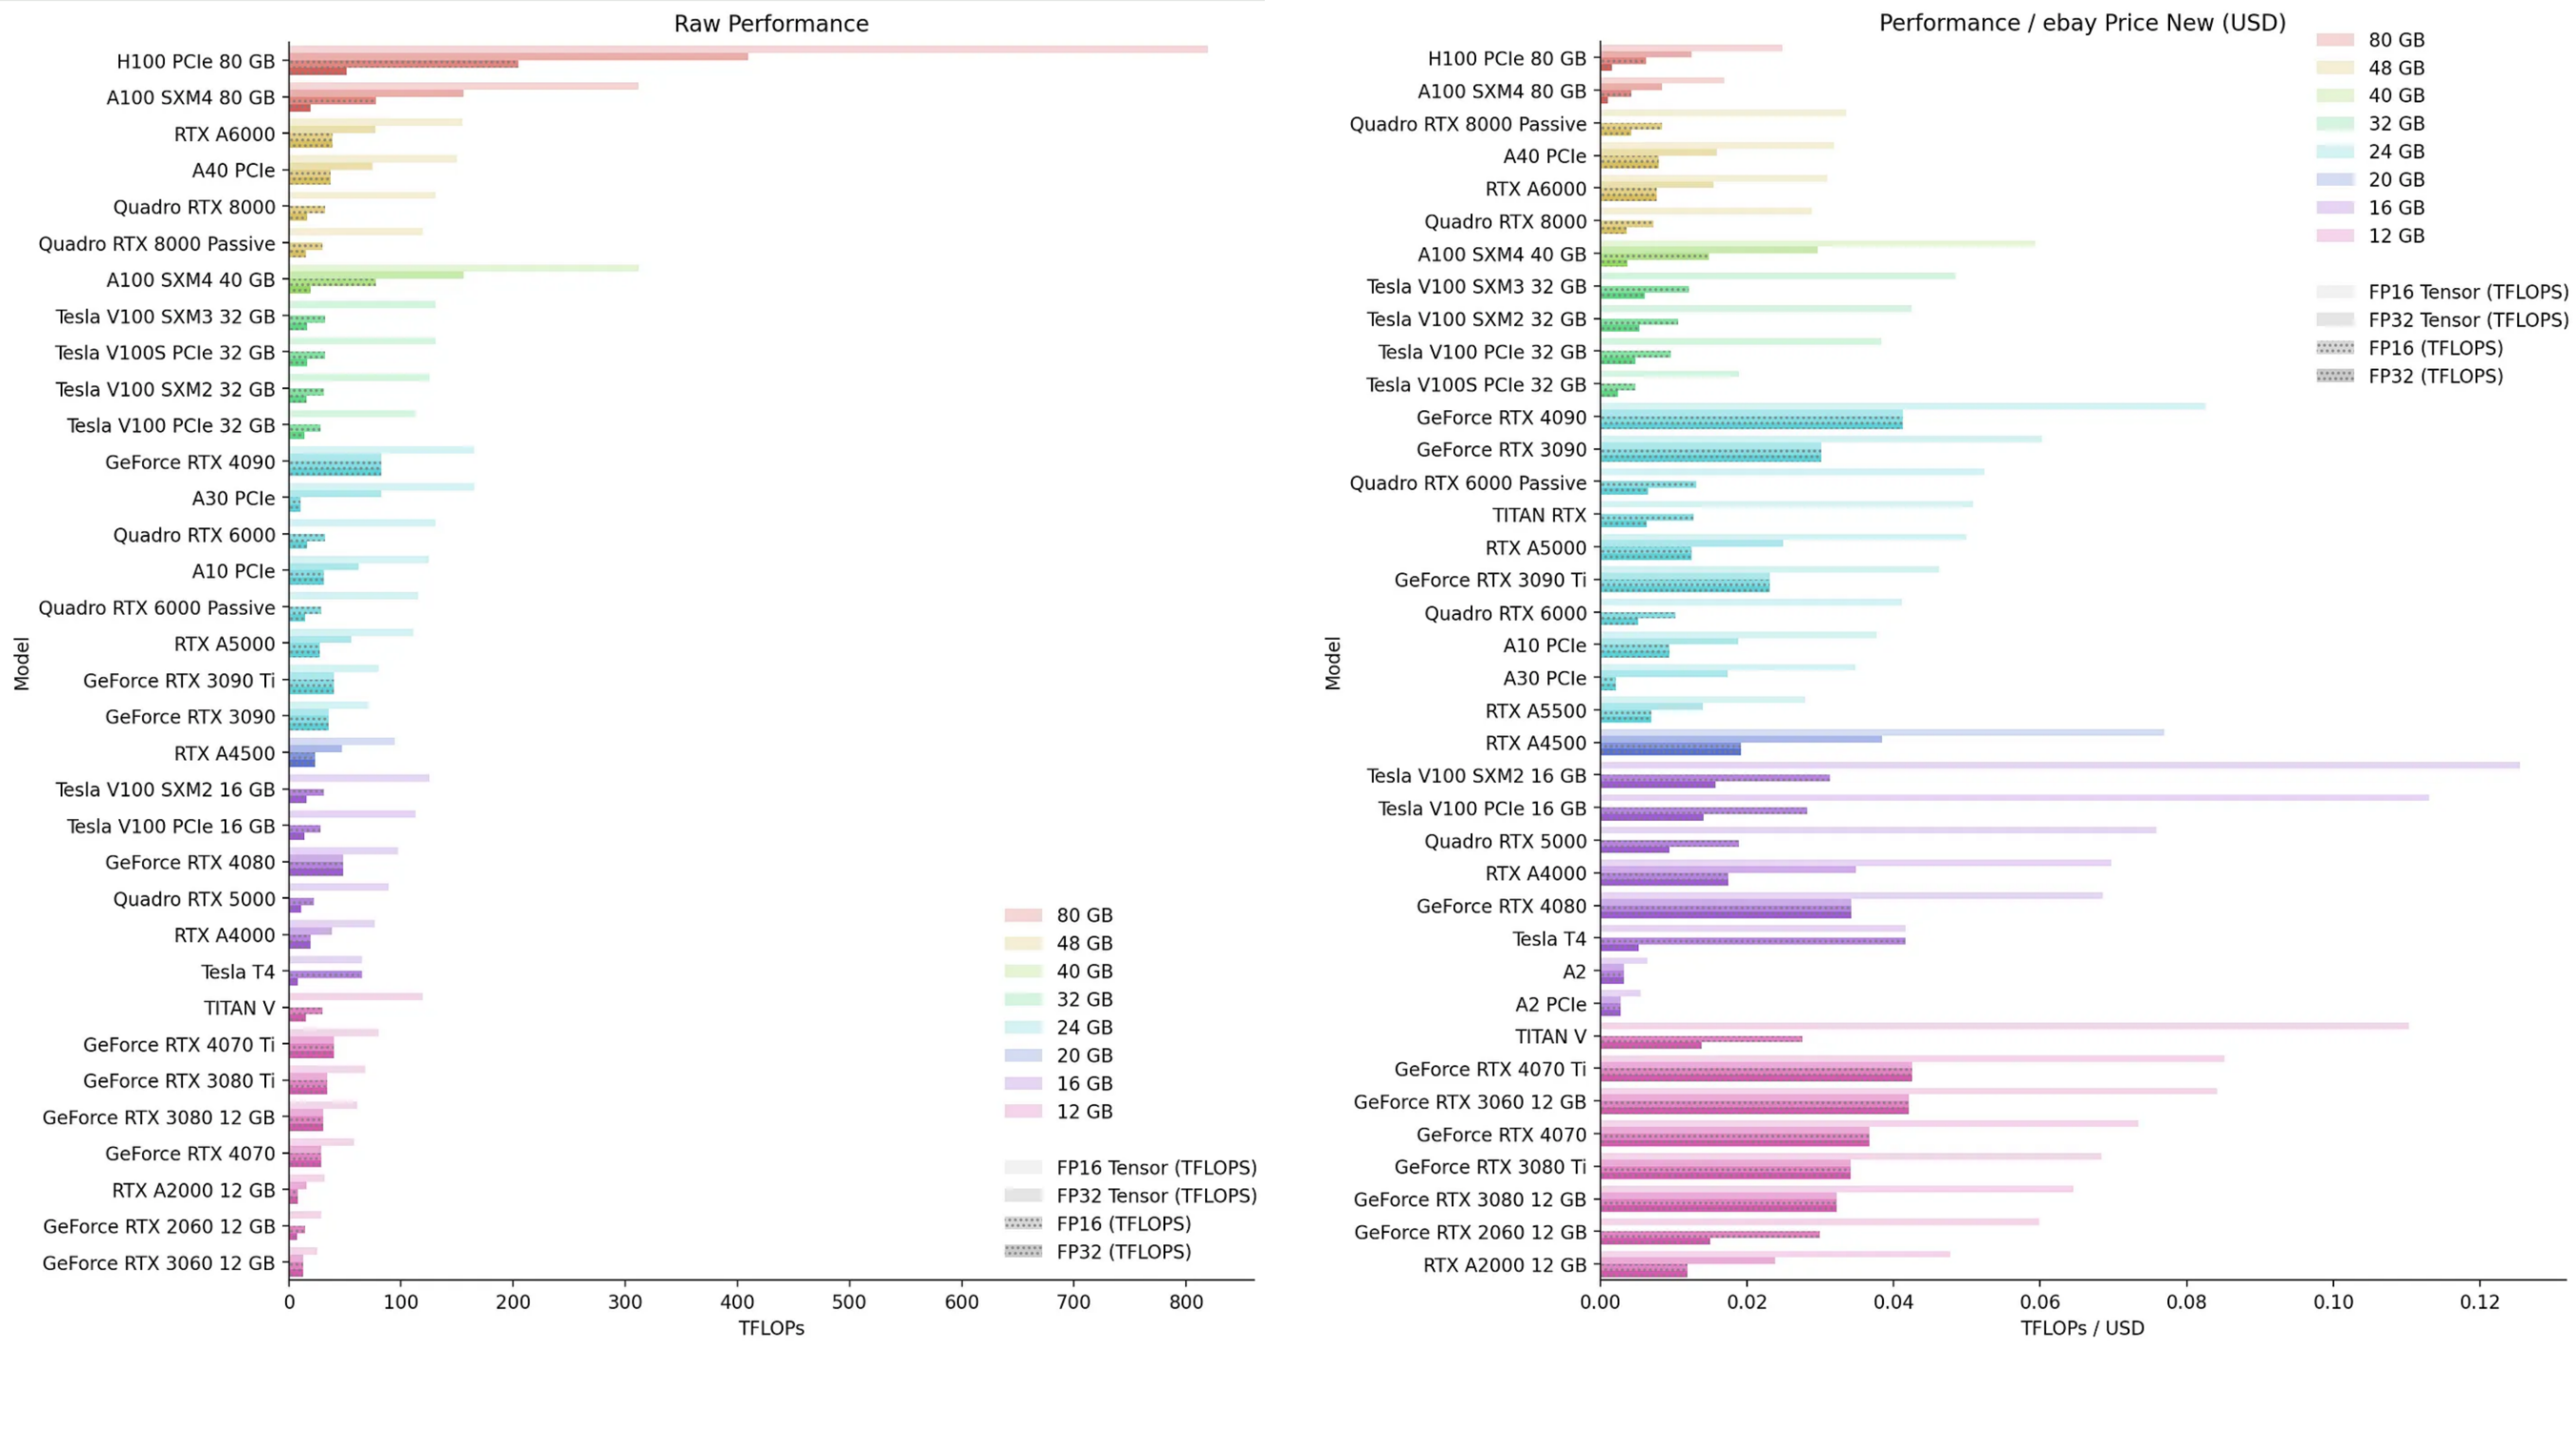 Raw Performance
H100 PCIe 80 GB
A100 SXM4 80 GB
RTX A6000
A40 PCIe
Quadro RTX 8000
Quadro RTX 8000 Passive
A100 SXM4 40 GB
Tesla V100 SXM3 32 GB
Tesla V100S PCIe 32 GB
Tesla V100 SXM2 32 GB
Tesla V100 PCIe 32 GB
GeForce RTX 4090
A30 PCIe
Quadro RTX 6000
A10 PCIe
Quadro RTX 6000 Passive
RTX A5000
GeForce RTX 3090 Ti
GeForce RTX 3090
RTX A4500
Tesla V100 SXM2 16 GB
Tesla V100 PCIe 16 GB
GeForce RTX 4080
Quadro RTX 5000
RTX A4000
Tesla T4
TITAN V
GeForce RTX 4070 Ti
GeForce RTX 3080 Ti
GeForce RTX 3080 12 GB
GeForce RTX 4070
RTX A2000 12 GB
GeForce RTX 2060 12 GB
GeForce RTX 3060 12 GB
Model
0 100 200 300 400 500 600 700 800
TFLOPs
80 GB
48 GB
40 GB
32 GB
24 GB
20 GB
16 GB
12 GB
FP16 Tensor (TFLOPS)
FP32 Tensor (TFLOPS)
FP16 (TFLOPS)
FP32 (TFLOPS)
Performance / ebay Price New (USD)
H100 PCIe 80 GB
A100 SXM4 80 GB
Quadro RTX 8000 Passive
A40 PCIe
RTX A6000
Quadro RTX 8000
A100 SXM4 40 GB
Tesla V100 SXM3 32 GB
Tesla V100 SXM2 32 GB
Tesla V100 PCIe 32 GB
Tesla V100S PCIe 32 GB
GeForce RTX 4090
GeForce RTX 3090
Quadro RTX 6000 Passive
TITAN RTX
RTX A5000
GeForce RTX 3090 Ti
Quadro RTX 6000
A10 PCIe
A30 PCIe
RTX A5500
RTX A4500
Tesla V100 SXM2 16 GB
Tesla V100 PCIe 16 GB
Quadro RTX 5000
RTX A4000
GeForce RTX 4080
Tesla T4
A2
A2 PCIe
TITAN V
GeForce RTX 4070 Ti
GeForce RTX 3060 12 GB
GeForce RTX 4070
GeForce RTX 3080 Ti
GeForce RTX 3080 12 GB
GeForce RTX 2060 12 GB
RTX A2000 12 GB
Model
0.00 0.02 0.04 0.06 0.08 0.10 0.12
TFLOPs / USD
80 GB
48 GB
40 GB
32 GB
24 GB
20 GB
16 GB
12 GB
FP16 Tensor (TFLOPS)
FP32 Tensor (TFLOPS)
FP16 (TFLOPS)
FP32 (TFLOPS)